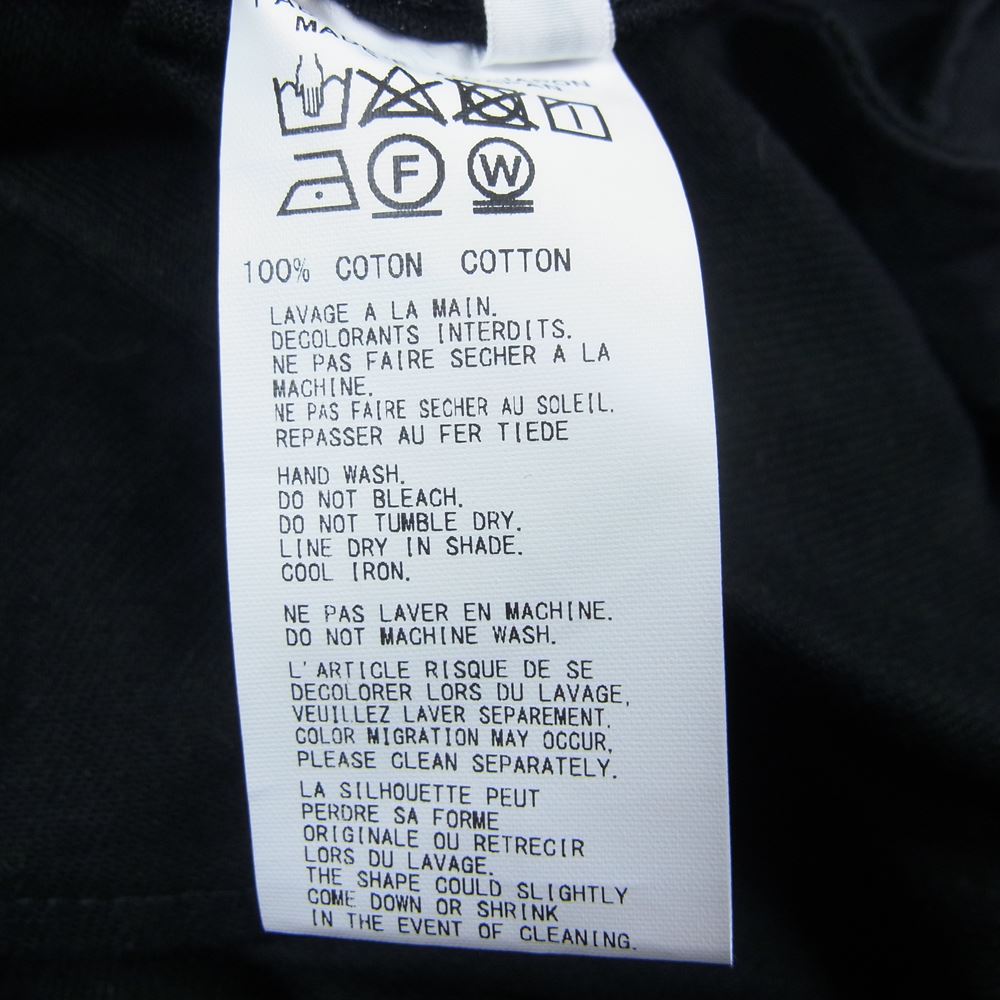 F
W
100% COTON COTTON
LAVAGE A LA MAIN.
DECOLORANTS INTERDITS.
NE PAS FAIRE SECHER A LA
MACHINE.
NE PAS FAIRE SECHER AU SOLEIL.
REPASSER AU FER TIEDE
HAND WASH.
DO NOT BLEACH.
DO NOT TUMBLE DRY.
LINE DRY IN SHADE.
COOL IRON.
NE PAS LAVER EN MACHINE.
DO NOT MACHINE WASH.
L'ARTICLE RISQUE DE SE
DECOLORER LORS DU LAVAGE,
VEUILLEZ LAVER SEPAREMENT.
COLOR MIGRATION MAY OCCUR,
PLEASE CLEAN SEPARATELY.
LA SILHOUETTE PEUT
PERDRE SA FORME
ORIGINALE OU RETRECIR
LORS DU LAVAGE.
THE SHAPE COULD SLIGHTLY
COME DOWN OR SHRINK
IN THE EVENT OF CLEANING.